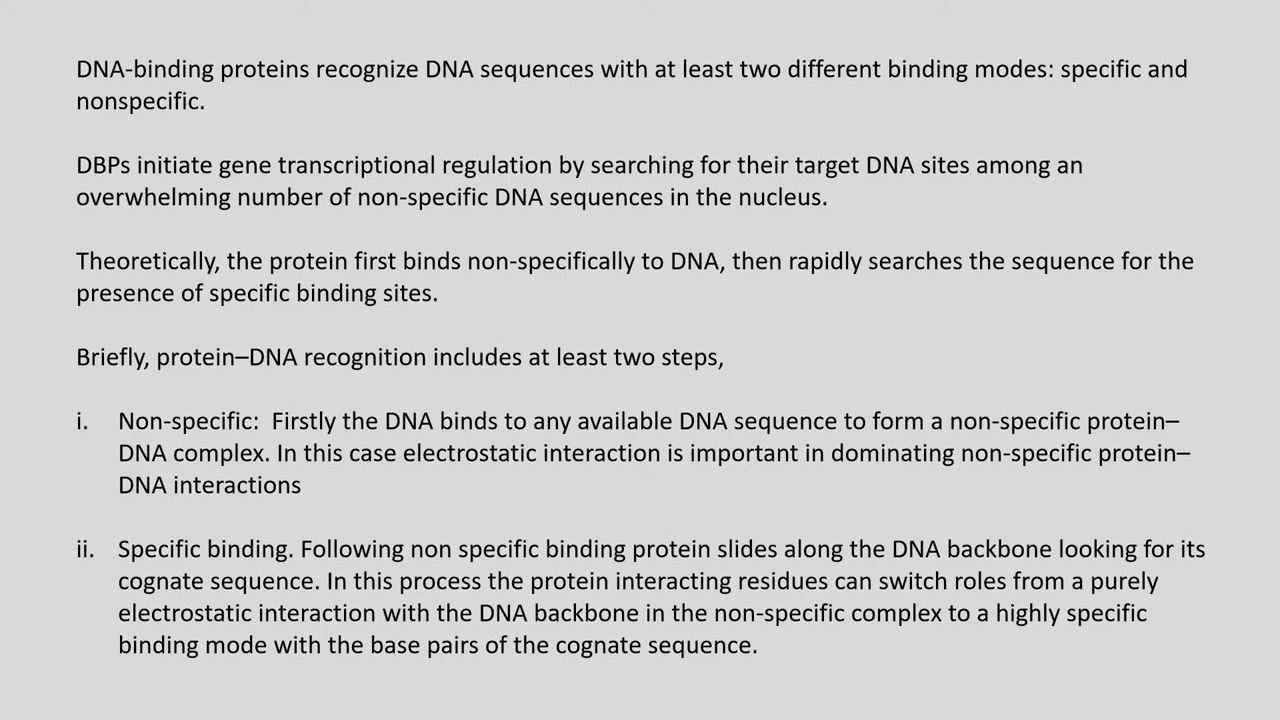 DNA-binding proteins recognize DNA sequences with at least two different binding modes: specific and
nonspecific.
DBPs initiate gene transcriptional regulation by searching for their target DNA sites among an
overwhelming number of non-specific DNA sequences in the nucleus.
Theoretically, the protein first binds non-specifically to DNA, then rapidly searches the sequence for the
presence of specific binding sites.
Briefly, protein–DNA recognition includes at least two steps,
i. Non-specific:  Firstly the DNA binds to any available DNA sequence to form a non-specific protein–
DNA complex. In this case electrostatic interaction is important in dominating non-specific protein–
DNA interactions
ii. Specific binding. Following non specific binding protein slides along the DNA backbone looking for its
cognate sequence. In this process the protein interacting residues can switch roles from a purely
electrostatic interaction with the DNA backbone in the non-specific complex to a highly specific
binding mode with the base pairs of the cognate sequence.